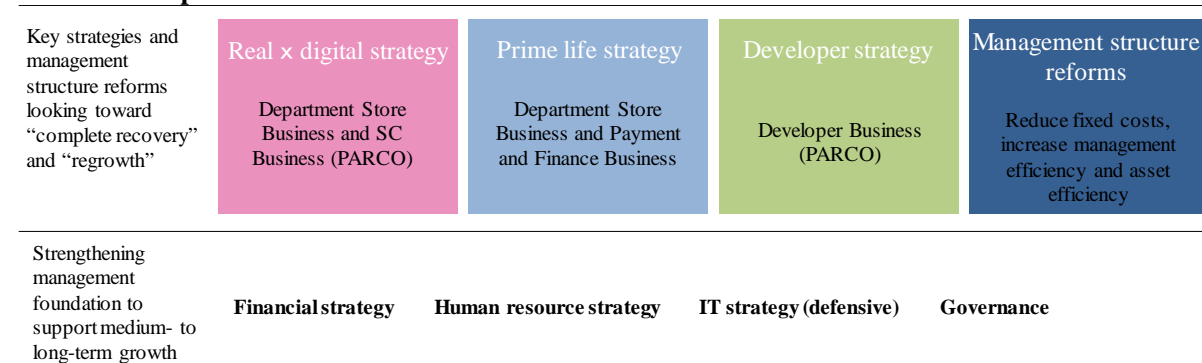 Key strategies and
management
structure reforms
looking toward
“complete recovery”
and “regrowth”
Real x digital strategy
Department Store
Business and SC
Business (PARCO)
Prime life strategy
Department Store
Business and Payment
and Finance Business
Developer strategy
Developer Business
(PARCO)
Management structure
reforms
Reduce fixed costs,
increase management
efficiency and asset
efficiency
Strengthening
management
foundation to
support medium- to
long-term growth
Financial strategy
Human resource strategy
IT strategy (defensive)
Governance